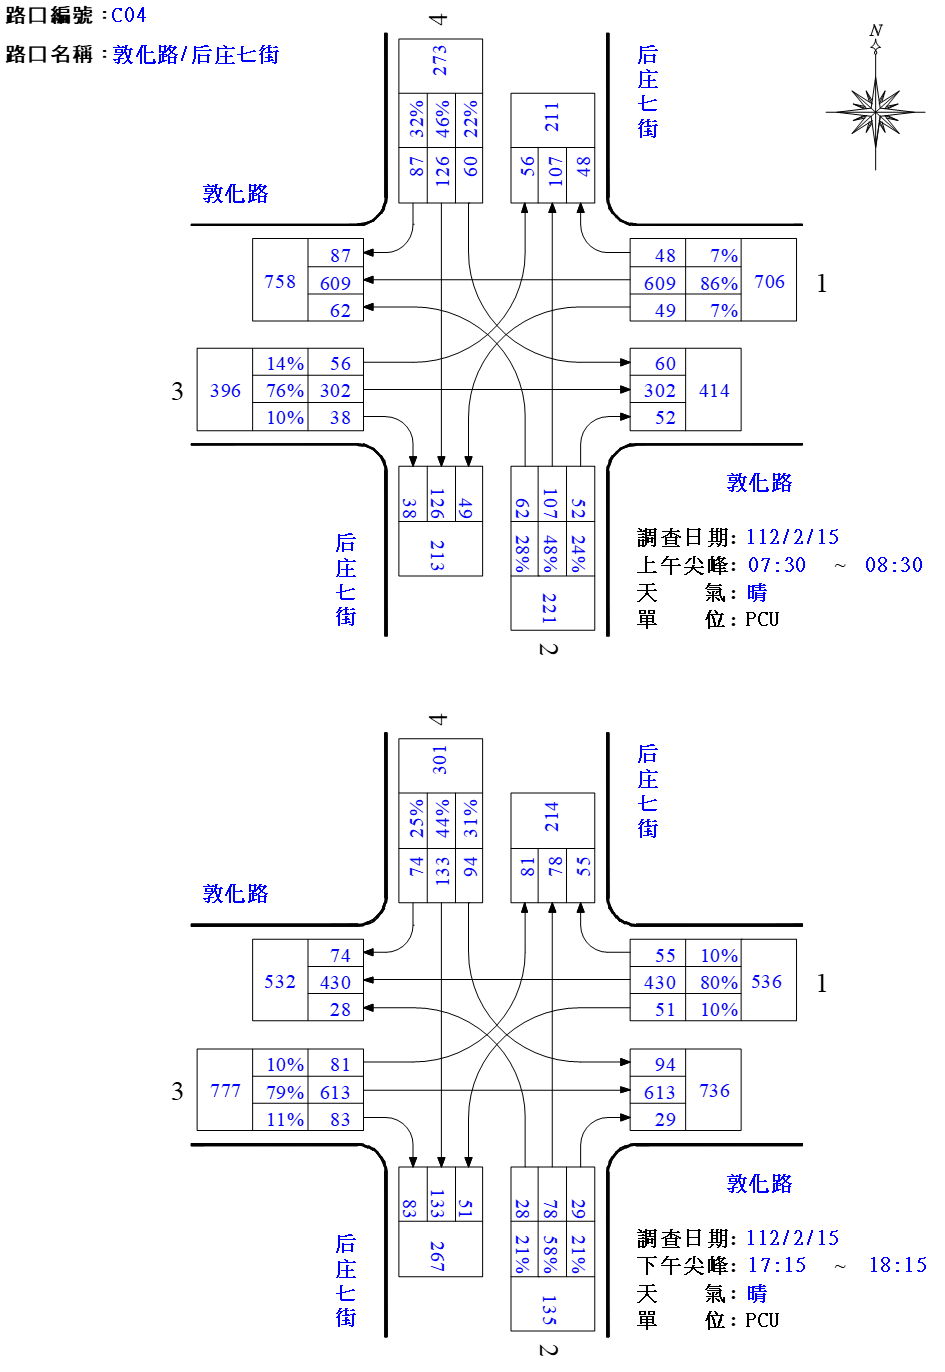 路口編號：C04
路口名稱：敦化路/后庄七街
N
4
273
32% 46% 22%
87 126 60
211
56 107 48
后庄七街
敦化路
758
87
609
62
48 7%
609 86%
49 7%
706
1
3
396
14% 56
76% 302
10% 38
60
302
52
414
38 126 49
213
62 107 52
28% 48% 24%
221
2
后庄七街
敦化路
調查日期：112/2/15
上午尖峰：07:30 ~ 08:30
天 氣：晴
單 位：PCU
4
301
25% 44% 31%
74 133 94
214
81 78 55
后庄七街
敦化路
532
74
430
28
55 10%
430 80%
51 10%
536
1
3
777
10% 81
79% 613
11% 83
94
613
29
736
83 133 51
267
28 78 29
21% 58% 21%
135
2
后庄七街
敦化路
調查日期：112/2/15
下午尖峰：17:15 ~ 18:15
天 氣：晴
單 位：PCU